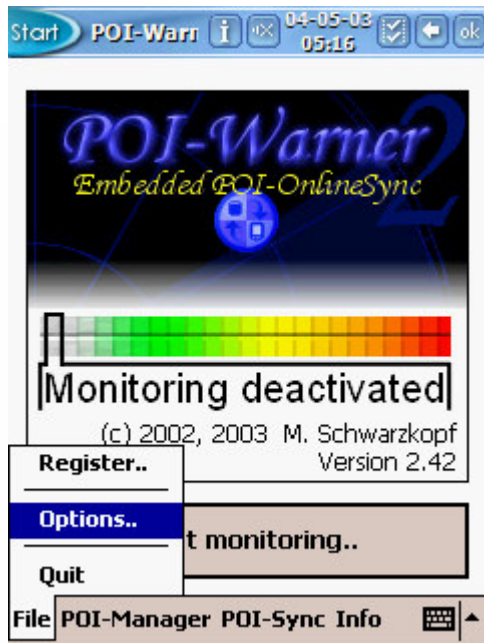 Start POI-Warr 04-05-03 ok
05:16
POI-Warner 2
Embedded POI-OnlineSync
Monitoring deactivated
(c) 2002, 2003 M. Schwarzkopf
Version 2.42
Register..
Options..
t monitoring..
Quit
File POI-Manager POI-Sync Info